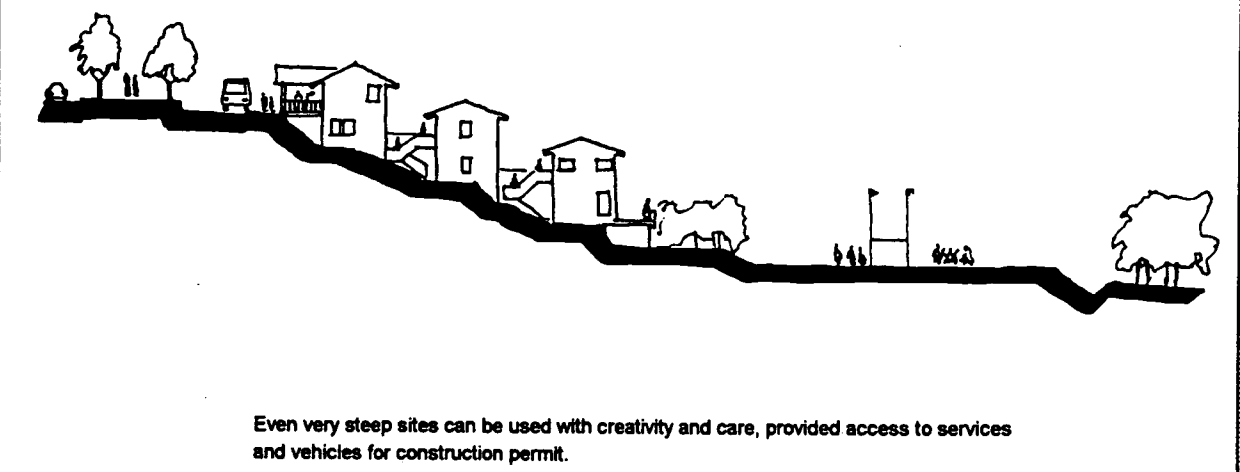 Even very steep sites can be used with creativity and care, provided access to services
and vehicles for construction permit.